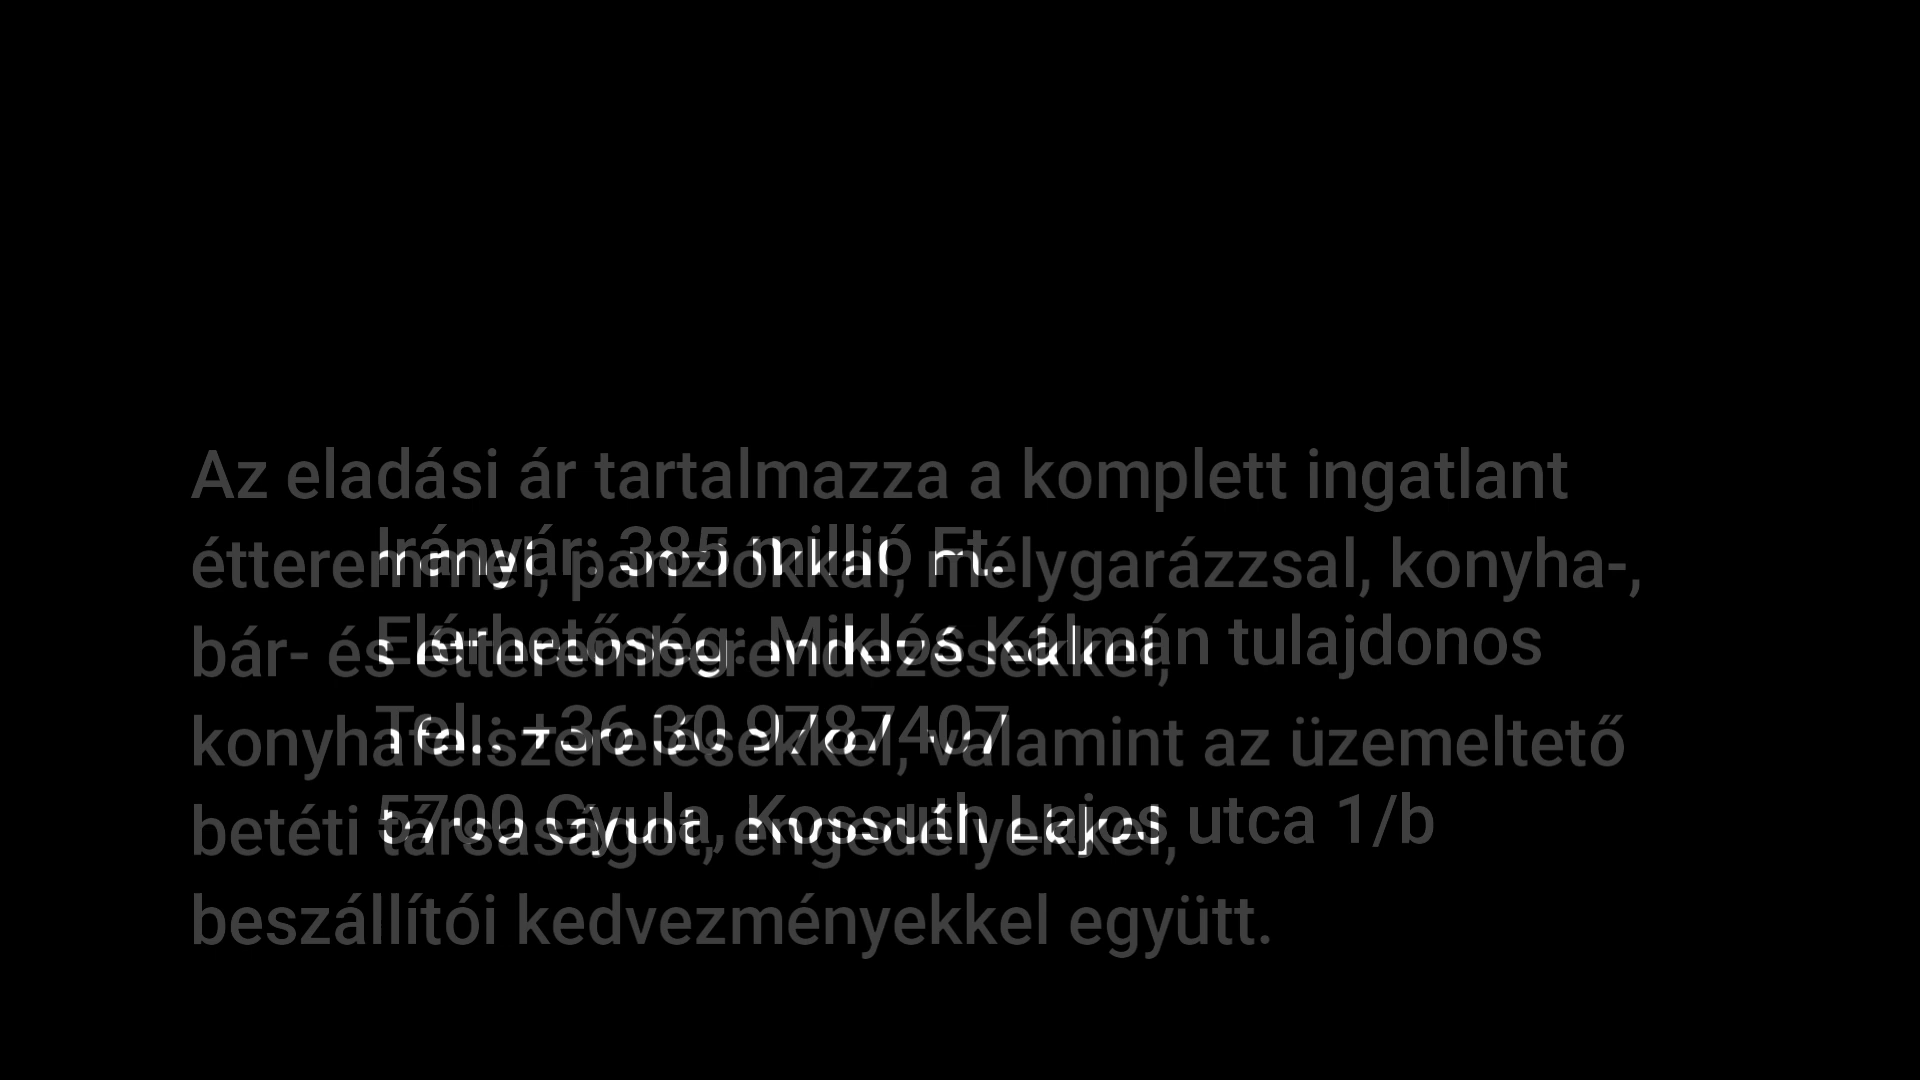 Az eladási ár tartalmazza a komplett ingatlant
étteremmel, panziókkal, mélygarázzsal, konyha-,
bár- és étteremberendezésekkel,
konyhafelszerelésekkel, valamint az üzemeltető
betéti társaságot, engedélyekkel,
beszállítói kedvezményekkel együtt.
Irányár: 385 millió Ft.
Elérhetőség: Miklós Kálmán tulajdonos
Tel.: +36 30 9787407
5700 Gyula, Kossuth Lajos utca 1/b